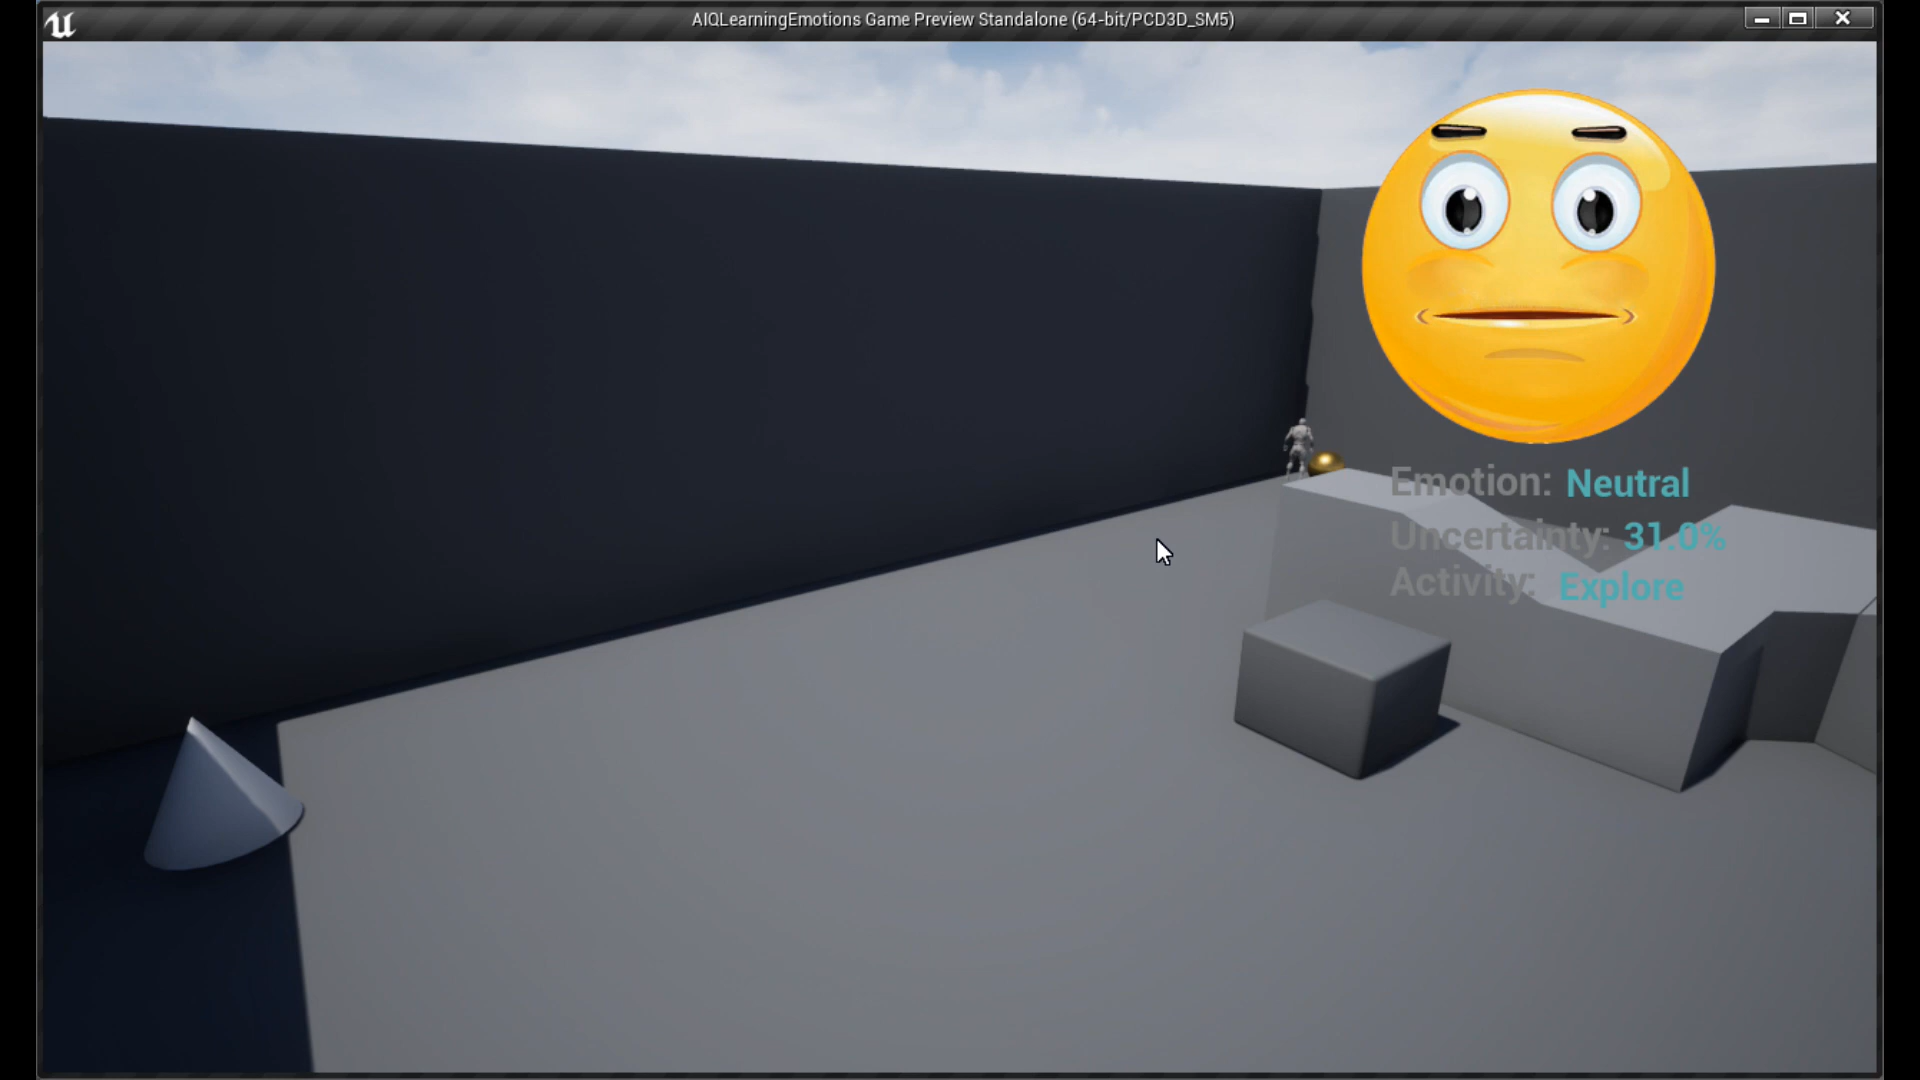 AIQLearningEmotions Game Preview Standalone (64-bit/PCD3D_SM5)
Emotion: Neutral
Uncertainty: 31.0%
Activity: Explore